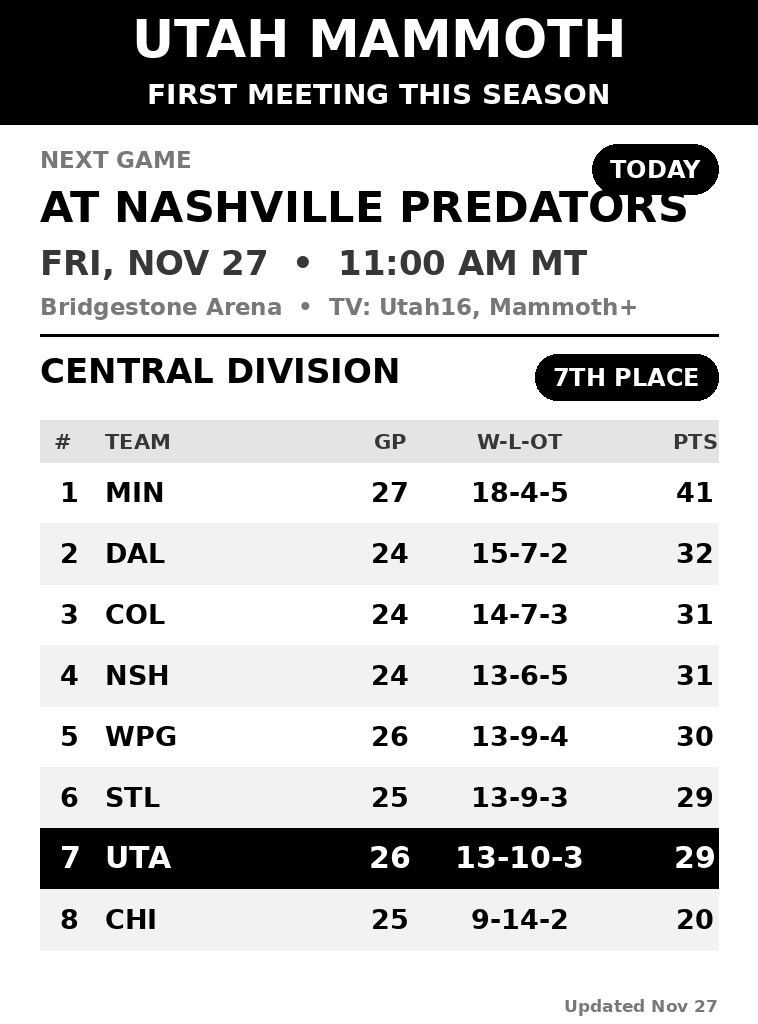 UTAH MAMMOTH
FIRST MEETING THIS SEASON
NEXT GAME
TODAY
AT NASHVILLE PREDATORS
FRI, NOV 27 • 11:00 AM MT
Bridgestone Arena • TV: Utah16, Mammoth+
CENTRAL DIVISION
7TH PLACE
# TEAM GP W-L-OT PTS
1 MIN 27 18-4-5 41
2 DAL 24 15-7-2 32
3 COL 24 14-7-3 31
4 NSH 24 13-6-5 31
5 WPG 26 13-9-4 30
6 STL 25 13-9-3 29
7 UTA 26 13-10-3 29
8 CHI 25 9-14-2 20
Updated Nov 27